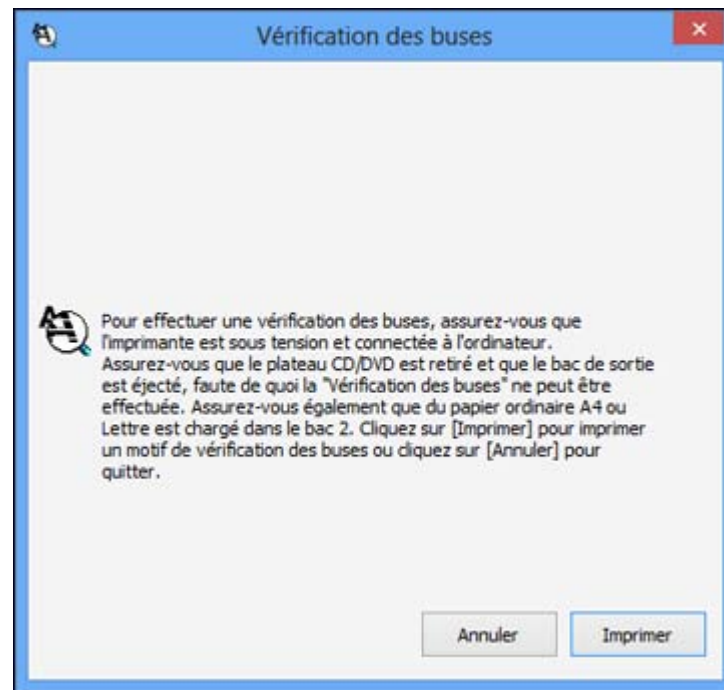 Vérification des buses
Pour effectuer une vérification des buses, assurez-vous que
l'imprimante est sous tension et connectée à l'ordinateur.
Assurez-vous que le plateau CD/DVD est retiré et que le bac de sortie
est éjecté, faute de quoi la "Vérification des buses" ne peut être
effectuée. Assurez-vous également que du papier ordinaire A4 ou
Lettre est chargé dans le bac 2. Cliquez sur [Imprimer] pour imprimer
un motif de vérification des buses ou cliquez sur [Annuler] pour
quitter.
Annuler
Imprimer